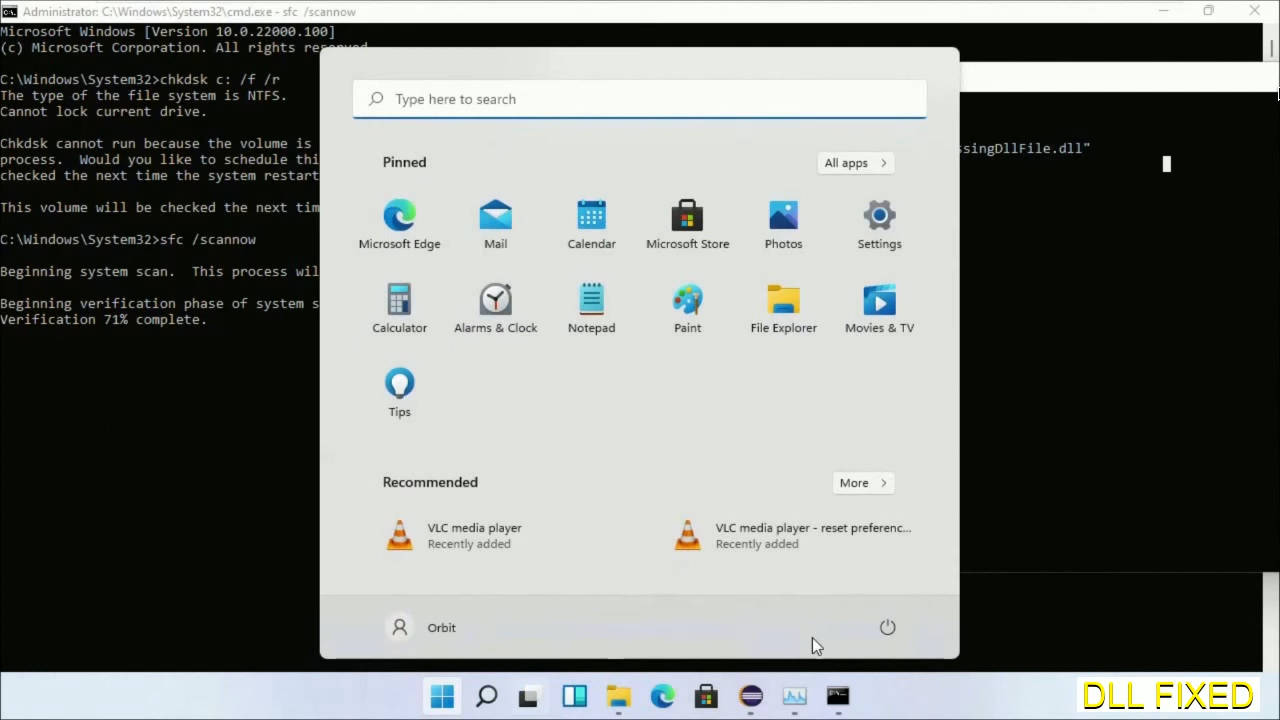 Administrator: C:\Windows\System32\cmd.exe - sfc /scannow
Microsoft Windows [Version 10.0.22000.100]
(c) Microsoft Corporation. All rights reserved.
C:\Windows\System32>chkdsk c: /f /r
The type of the file system is NTFS.
Cannot lock current drive.
Chkdsk cannot run because the volume is
process. Would you like to schedule thi
checked the next time the system restart
This volume will be checked the next tim
C:\Windows\System32>sfc /scannow
Beginning system scan. This process wil
Beginning verification phase of system s
Verification 71% complete.
ssingDllFile.dll"
Type here to search
Pinned
All apps >
Microsoft Edge
Mail
Calendar
Microsoft Store
Photos
Settings
Calculator
Alarms & Clock
Notepad
Paint
File Explorer
Movies & TV
Tips
Recommended
More >
VLC media player
Recently added
VLC media player - reset preferenc...
Recently added
Orbit
DLL FIXED